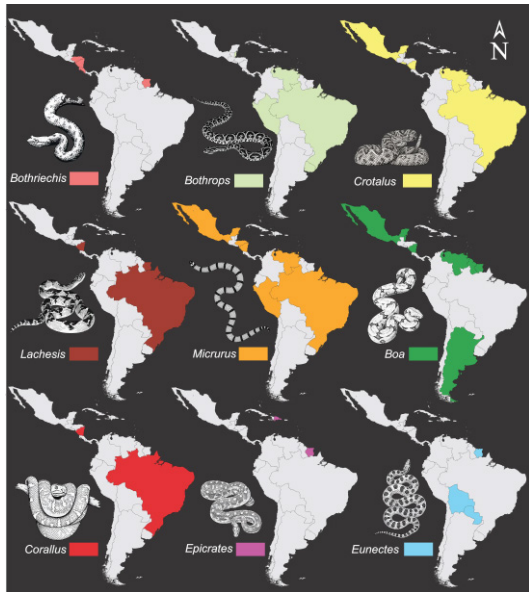 N
Bothriechis
Bothrops
Crotalus
Lachesis
Micrurus
Boa
Corallus
Epicrates
Eunectes